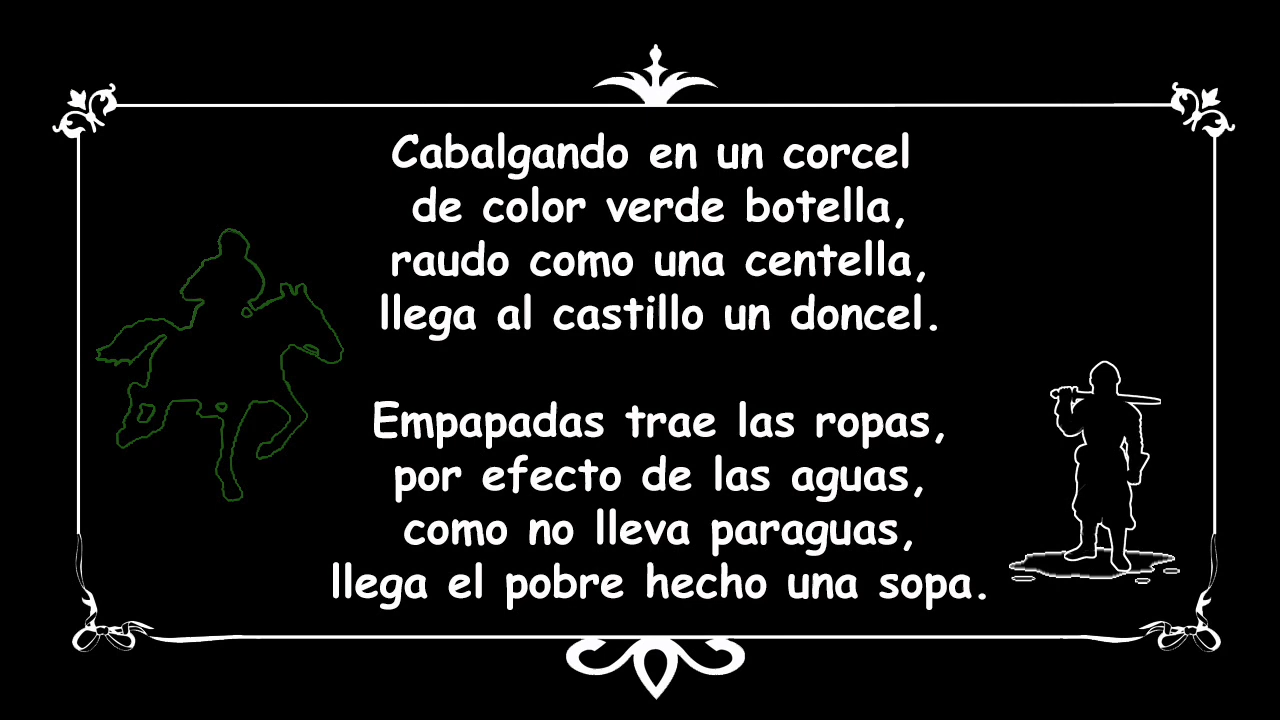 Cabalgando en un corcel
de color verde botella,
raudo como una centella,
llega al castillo un doncel.
Empapadas trae las ropas,
por efecto de las aguas,
como no lleva paraguas,
llega el pobre hecho una sopa.